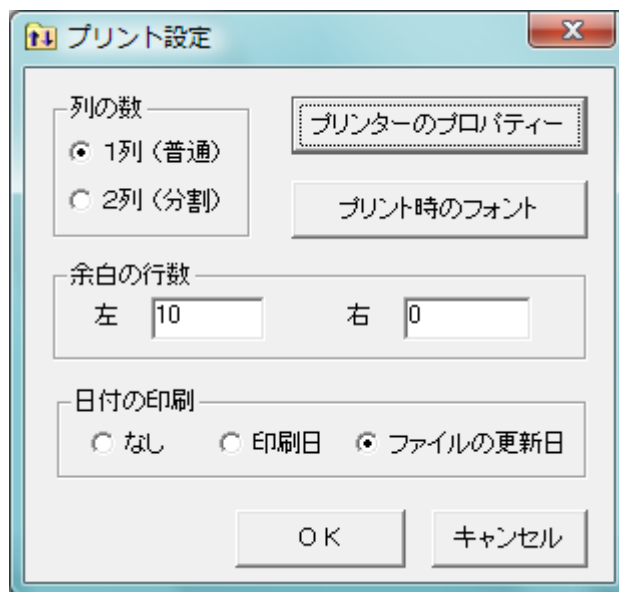 プリント設定
列の数
1列（普通）
2列（分割）
プリンターのプロパティー
プリント時のフォント
余白の行数
左 10 右 0
日付の印刷
なし 印刷日 ファイルの更新日
ＯＫ キャンセル